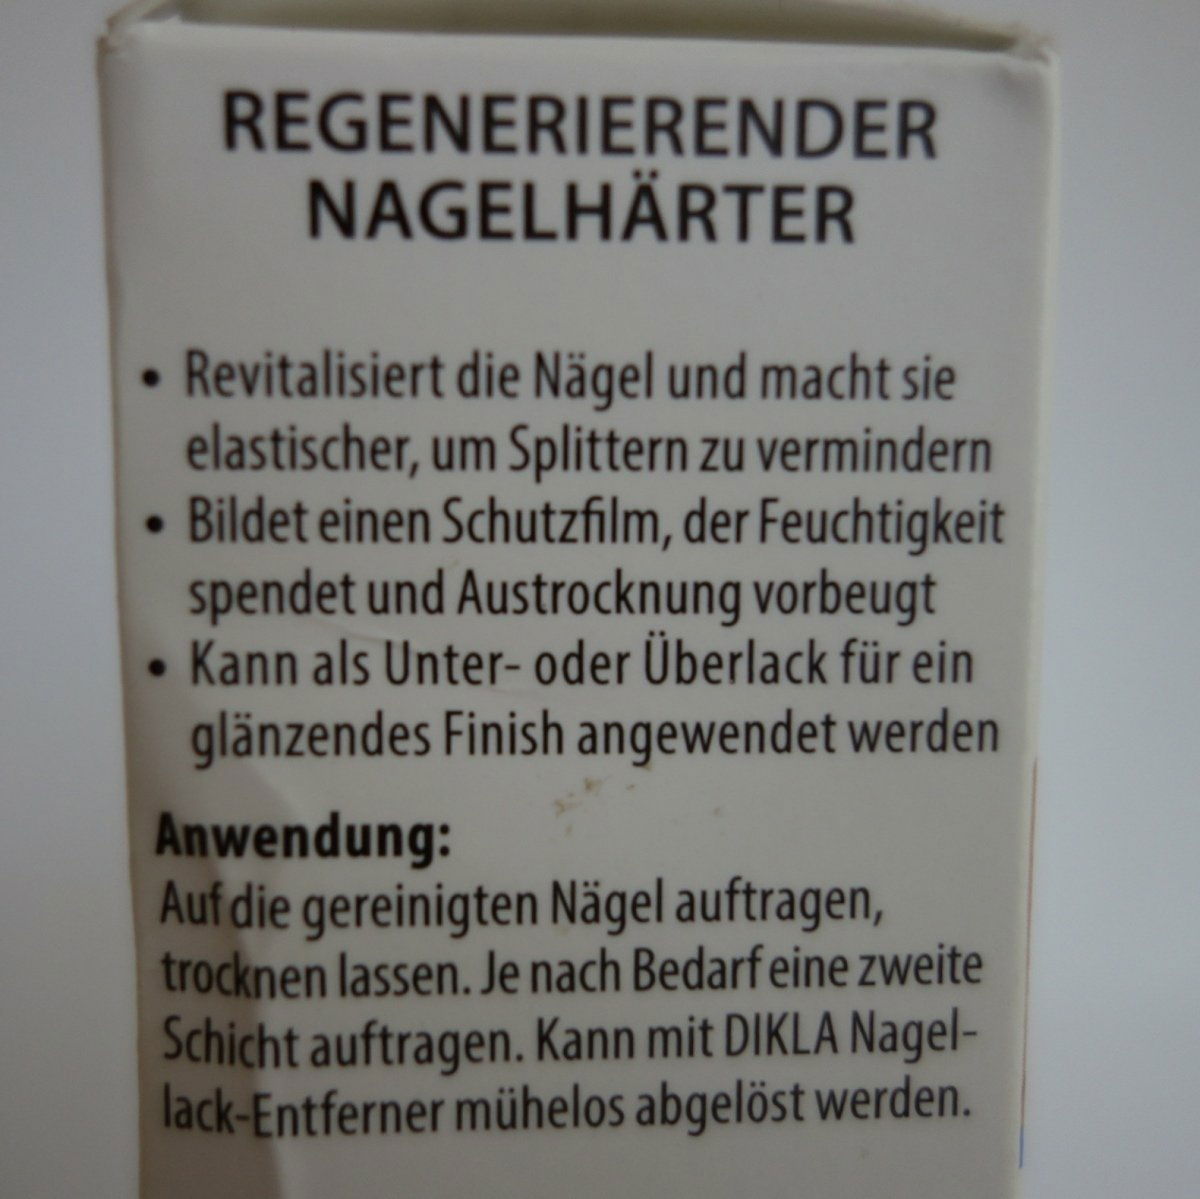 REGENERIERENDER
NAGELHÄRTER
• Revitalisiert die Nägel und macht sie
elastischer, um Splittern zu vermindern
• Bildet einen Schutzfilm, der Feuchtigkeit
spendet und Austrocknung vorbeugt
• Kann als Unter- oder Überlack für ein
glänzendes Finish angewendet werden
Anwendung:
Auf die gereinigten Nägel auftragen,
trocknen lassen. Je nach Bedarf eine zweite
Schicht auftragen. Kann mit DIKLA Nagel-
lack-Entferner mühelos abgelöst werden.